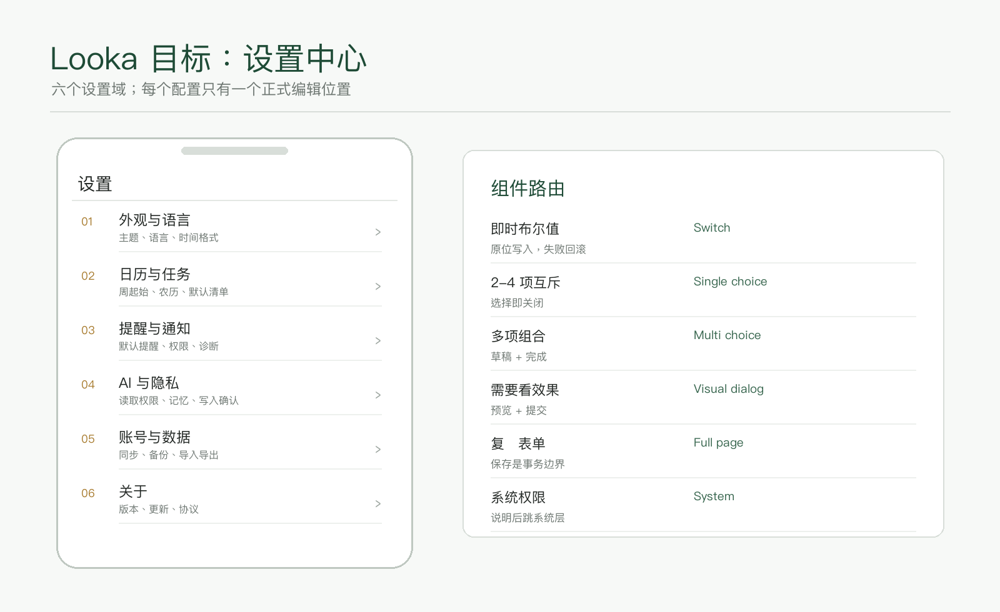 Looka 目标：设置中心
六个设置域；每个配置只有一个正式编辑位置
设置
01
外观与语言
主题、语言、时间格式
>
02
日历与任务
周起始、农历、默认清单
>
03
提醒与通知
默认提醒、权限、诊断
>
04
AI 与隐私
读取权限、记忆、写入确认
>
05
账号与数据
同步、备份、导入导出
>
06
关于
版本、更新、协议
>
组件路由
即时布尔值
Switch
原位写入，失败回滚
2–4 项互斥
Single choice
选择即关闭
多项组合
Multi choice
草稿 + 完成
需要看效果
Visual dialog
预览 + 提交
复　表单
Full page
保存是事务边界
系统权限
System
说明后跳系统层